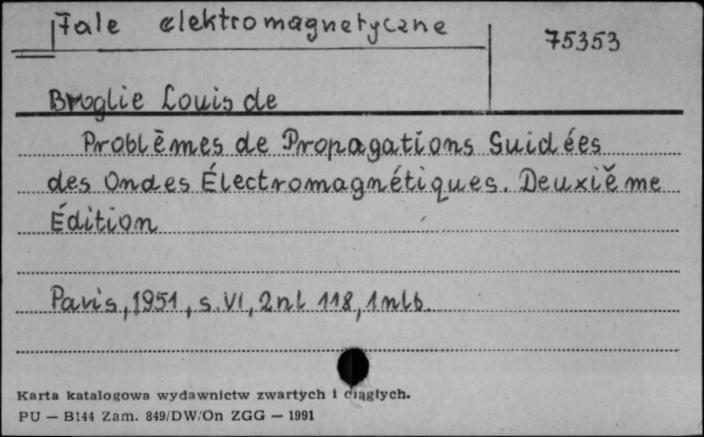 Fale elektromagnetyczne
75353
Broglie Louis de
Problèmes de Propagations Guidées
des Ondes Électromagnétiques. Deuxième
Édition
Paris, 1951, s. VI, 2nl 118, 1nlb.
Karta katalogowa wydawnictw zwartych i ciągłych.
PU — B144 Zam. 849/DW/On ZGG — 1991